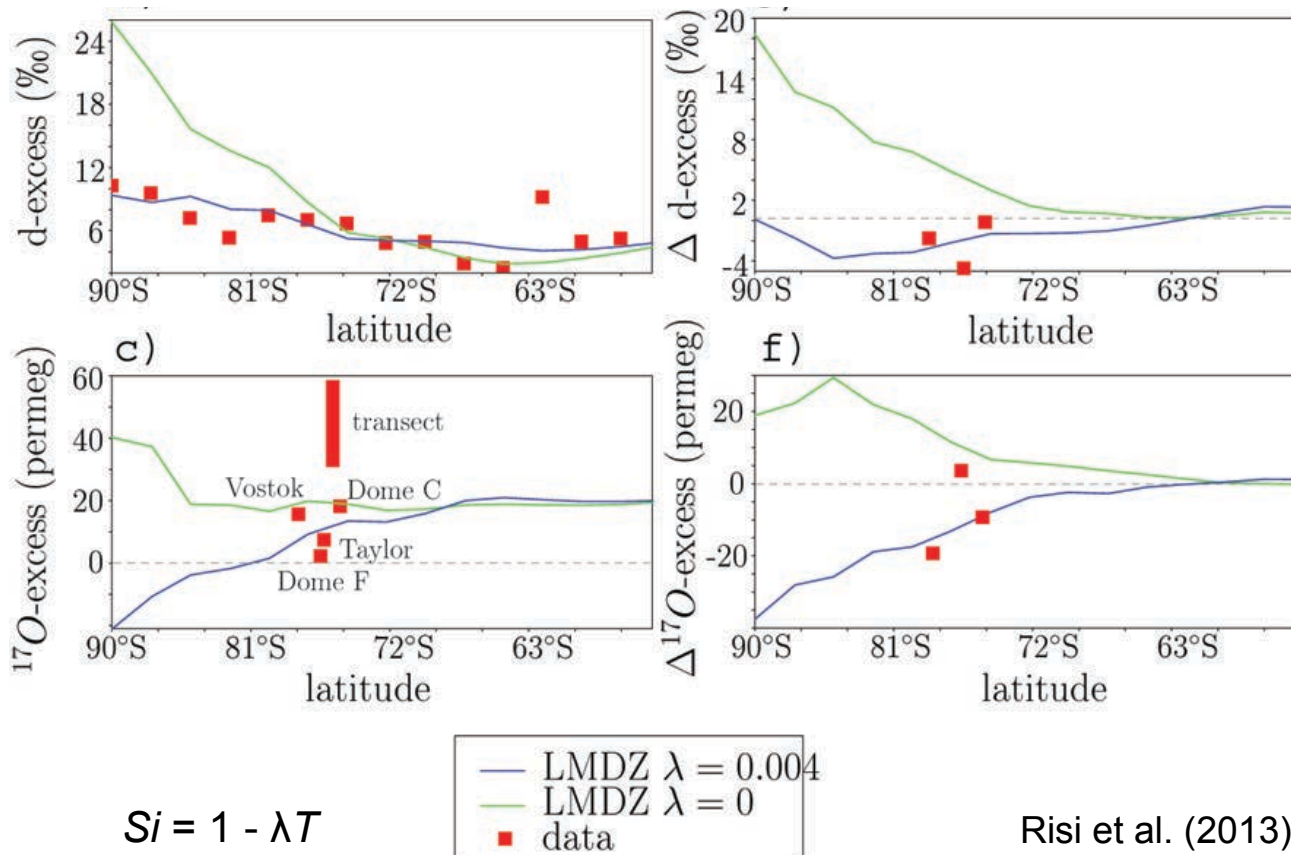 d-excess (‰)
24
18
12
6
90°S 81°S 72°S 63°S
latitude
Δ d-excess (‰)
20
14
8
2
-4
90°S 81°S 72°S 63°S
latitude
c)
¹⁷O-excess (permeg)
60
40
20
0
transect
Vostok
Dome C
Taylor
Dome F
90°S 81°S 72°S 63°S
latitude
f)
Δ¹⁷O-excess (permeg)
20
0
-20
90°S 81°S 72°S 63°S
latitude
LMDZ λ = 0.004
LMDZ λ = 0
data
Si = 1 - λT
Risi et al. (2013)